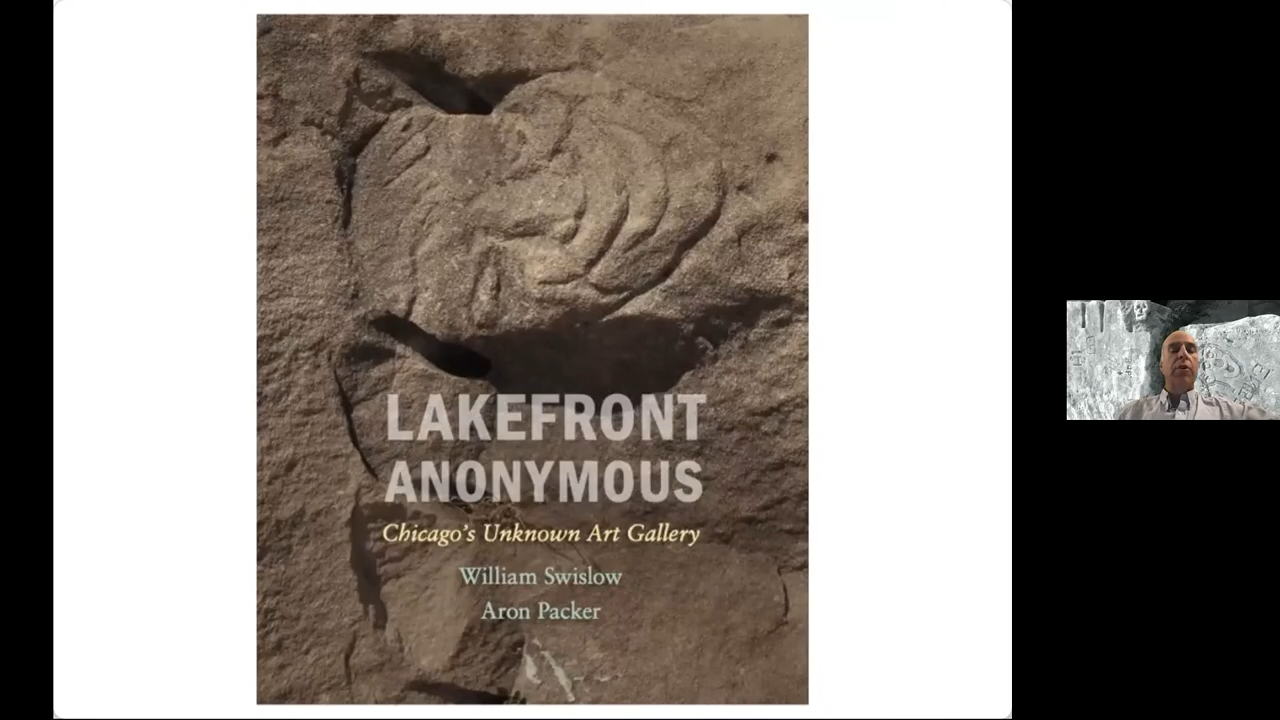 LAKEFRONT
ANONYMOUS
Chicago's Unknown Art Gallery
William Swislow
Aron Packer